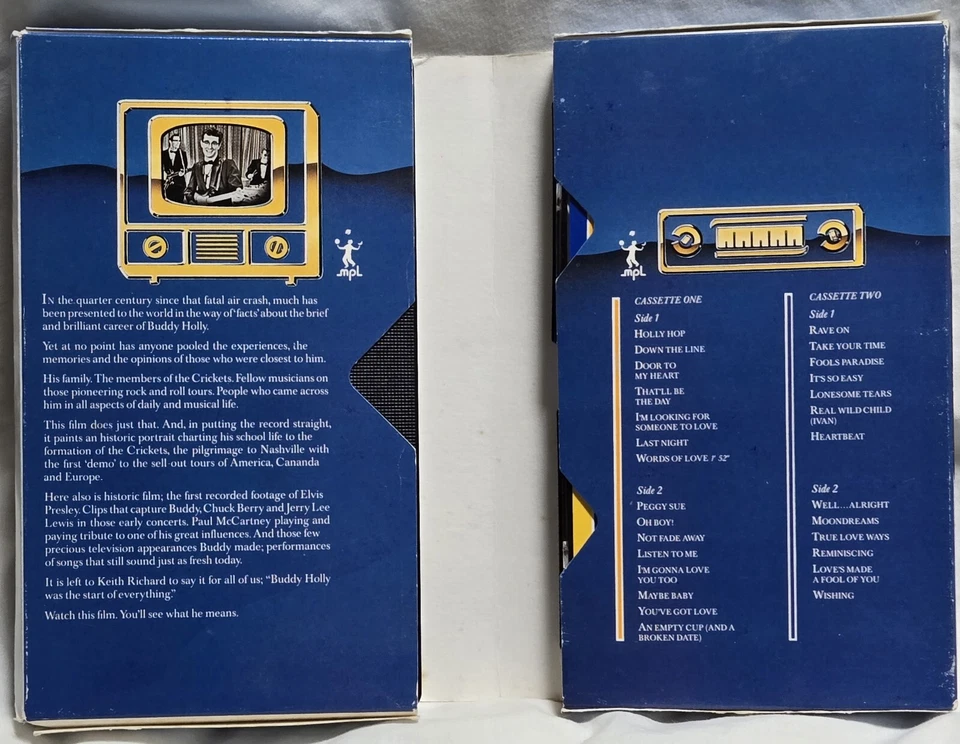 mpl
IN the quarter century since that fatal air crash, much has
been presented to the world in the way of 'facts' about the brief
and brilliant career of Buddy Holly.
Yet at no point has anyone pooled the experiences, the
memories and the opinions of those who were closest to him.
His family. The members of the Crickets. Fellow musicians on
those pioneering rock and roll tours. People who came across
him in all aspects of daily and musical life.
This film does just that. And, in putting the record straight,
it paints an historic portrait charting his school life to the
formation of the Crickets, the pilgrimage to Nashville with
the first 'demo' to the sell-out tours of America, Cananda
and Europe.
Here also is historic film; the first recorded footage of Elvis
Presley. Clips that capture Buddy, Chuck Berry and Jerry Lee
Lewis in those early concerts. Paul McCartney playing and
paying tribute to one of his great influences. And those few
precious television appearances Buddy made; performances
of songs that still sound just as fresh today.
It is left to Keith Richard to say it for all of us; "Buddy Holly
was the start of everything."
Watch this film. You'll see what he means.
mpl
CASSETTE ONE
Side 1
HOLLY HOP
DOWN THE LINE
DOOR TO
MY HEART
THAT'LL BE
THE DAY
I'M LOOKING FOR
SOMEONE TO LOVE
LAST NIGHT
WORDS OF LOVE 1' 52"
Side 2
PEGGY SUE
OH BOY!
NOT FADE AWAY
LISTEN TO ME
I'M GONNA LOVE
YOU TOO
MAYBE BABY
YOU'VE GOT LOVE
AN EMPTY CUP (AND A
BROKEN DATE)
CASSETTE TWO
Side 1
RAVE ON
TAKE YOUR TIME
FOOLS PARADISE
IT'S SO EASY
LONESOME TEARS
REAL WILD CHILD
(IVAN)
HEARTBEAT
Side 2
WELL...ALRIGHT
MOONDREAMS
TRUE LOVE WAYS
REMINISCING
LOVE'S MADE
A FOOL OF YOU
WISHING